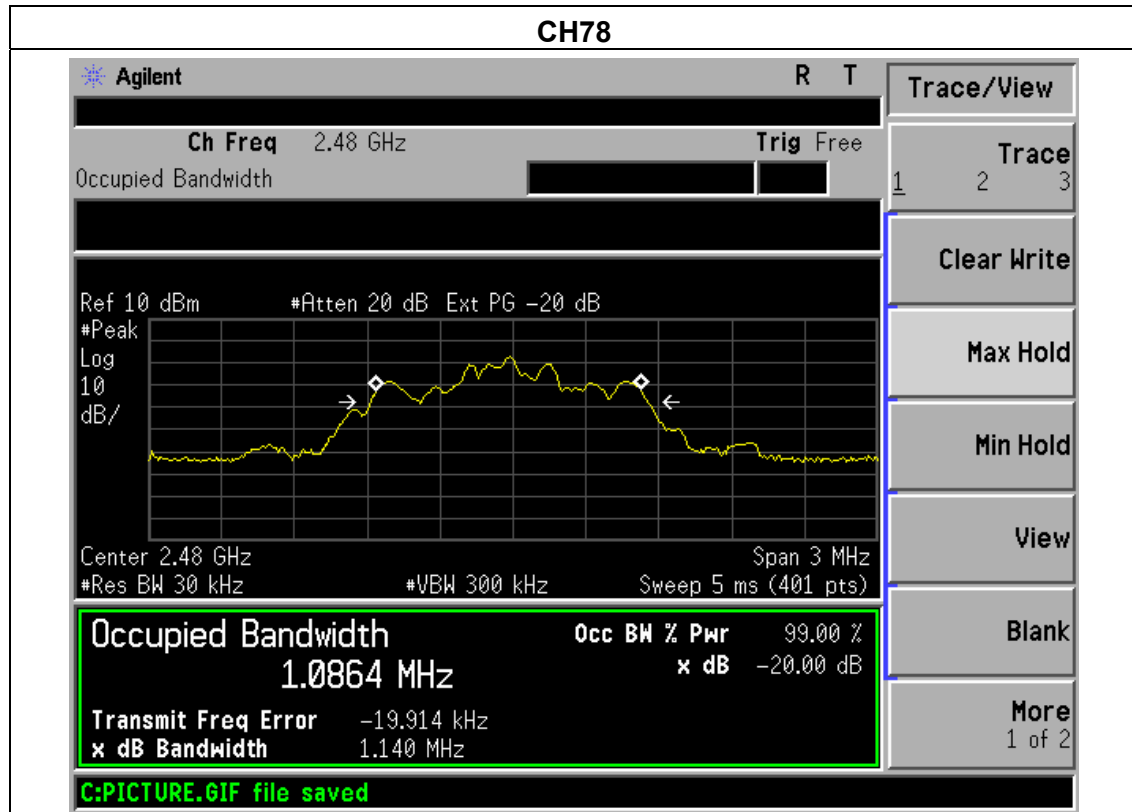 CH78
Agilent R T
Trace/View
Ch Freq 2.48 GHz Trig Free
Occupied Bandwidth
Trace
1 2 3
Clear Write
Ref 10 dBm #Atten 20 dB Ext PG -20 dB
#Peak
Log
10
dB/
Max Hold
Min Hold
View
Center 2.48 GHz Span 3 MHz
#Res BW 30 kHz #VBW 300 kHz Sweep 5 ms (401 pts)
Occupied Bandwidth Occ BW % Pwr 99.00 %
1.0864 MHz x dB -20.00 dB
Blank
Transmit Freq Error -19.914 kHz
x dB Bandwidth 1.140 MHz
More
1 of 2
C:PICTURE.GIF file saved